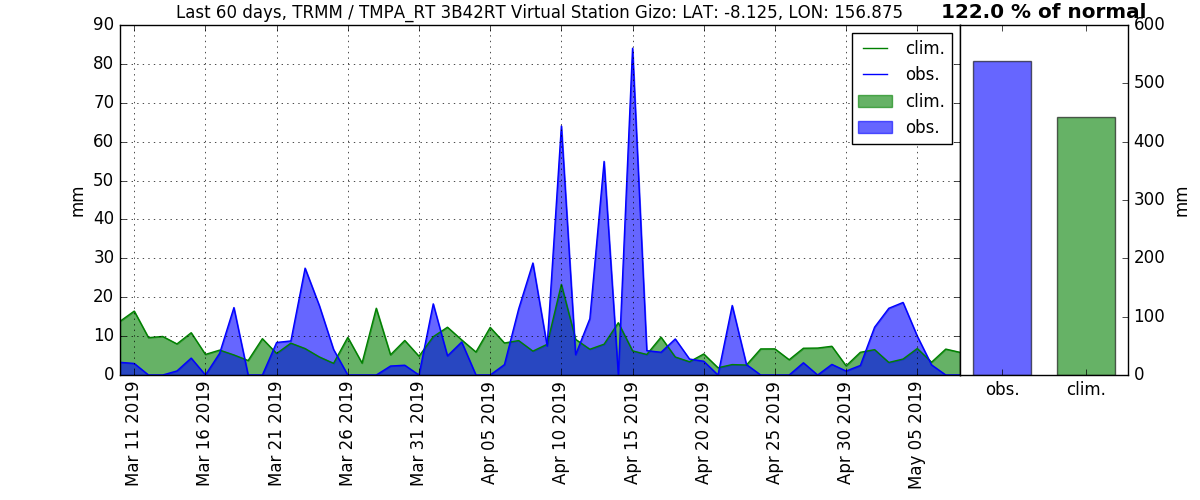 Last 60 days, TRMM / TMPA_RT 3B42RT Virtual Station Gizo: LAT: -8.125, LON: 156.875
122.0 % of normal
90
80
70
60
50
40
30
20
10
0
mm
clim.
obs.
clim.
obs.
Mar 11 2019
Mar 16 2019
Mar 21 2019
Mar 26 2019
Mar 31 2019
Apr 05 2019
Apr 10 2019
Apr 15 2019
Apr 20 2019
Apr 25 2019
Apr 30 2019
May 05 2019
600
500
400
300
200
100
0
mm
obs.
clim.